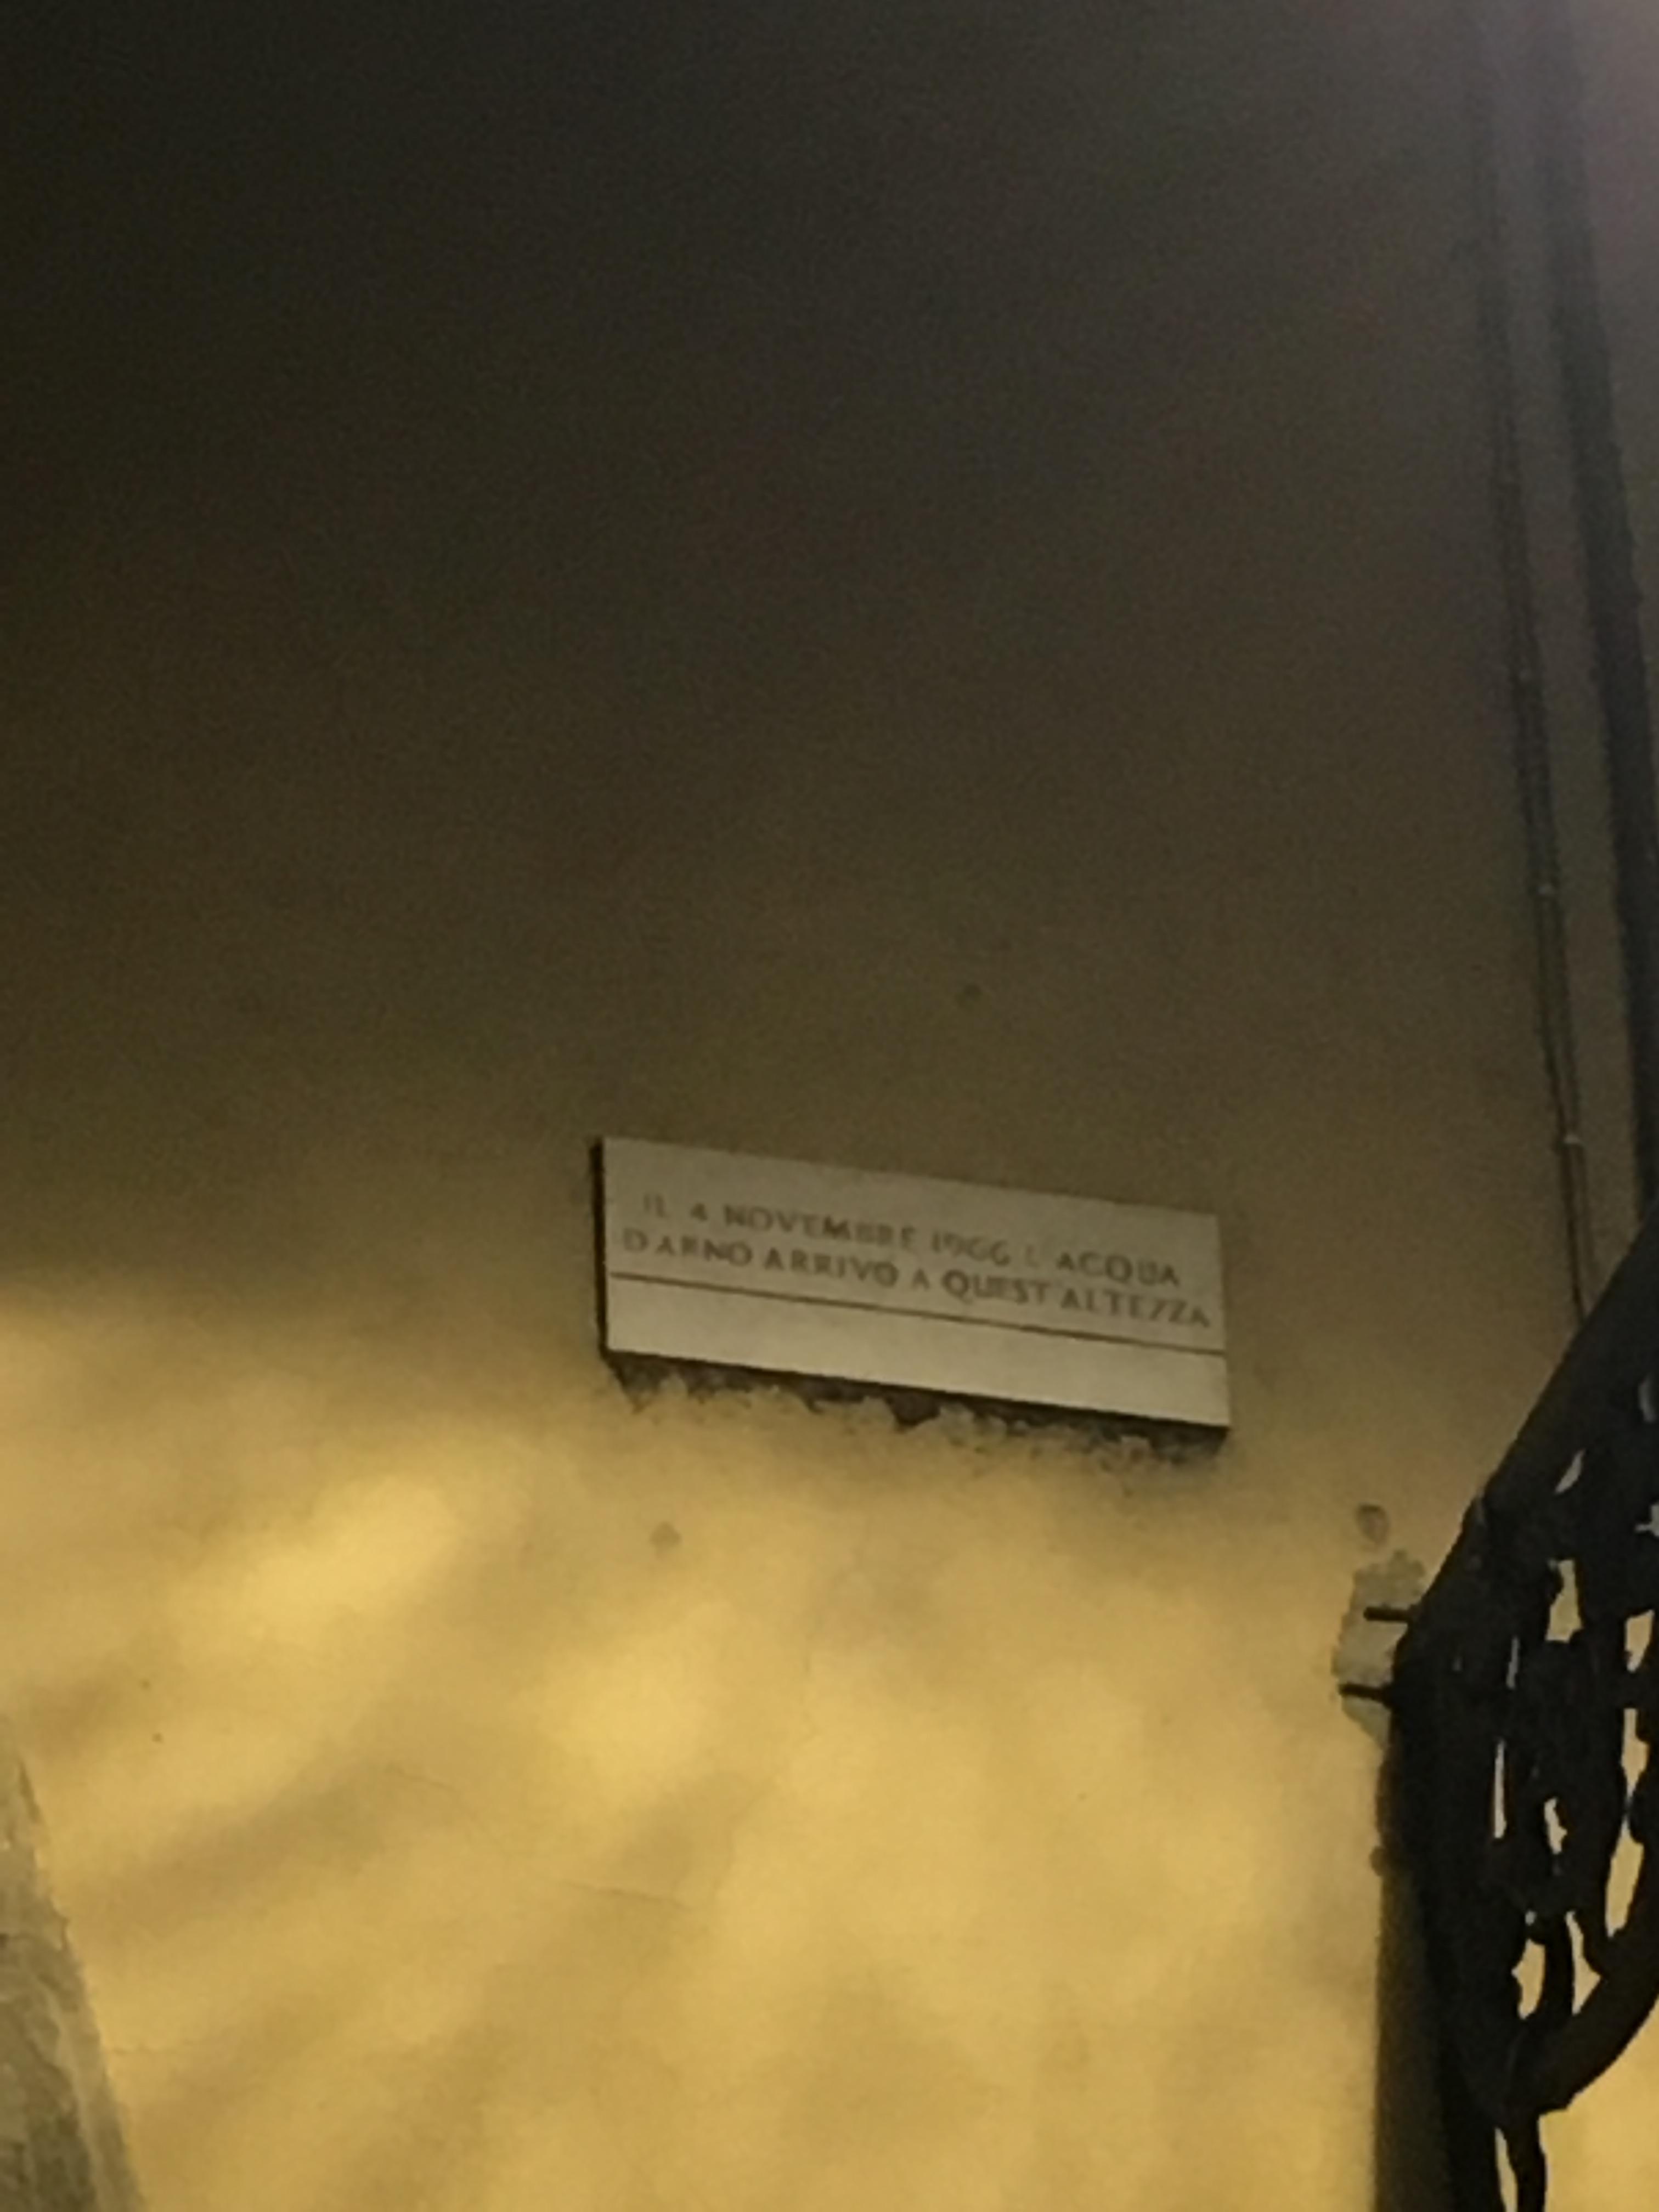 IL 4 NOVEMBRE 1966 L'ACQUA
D'ARNO ARRIVÒ A QUEST'ALTEZZA